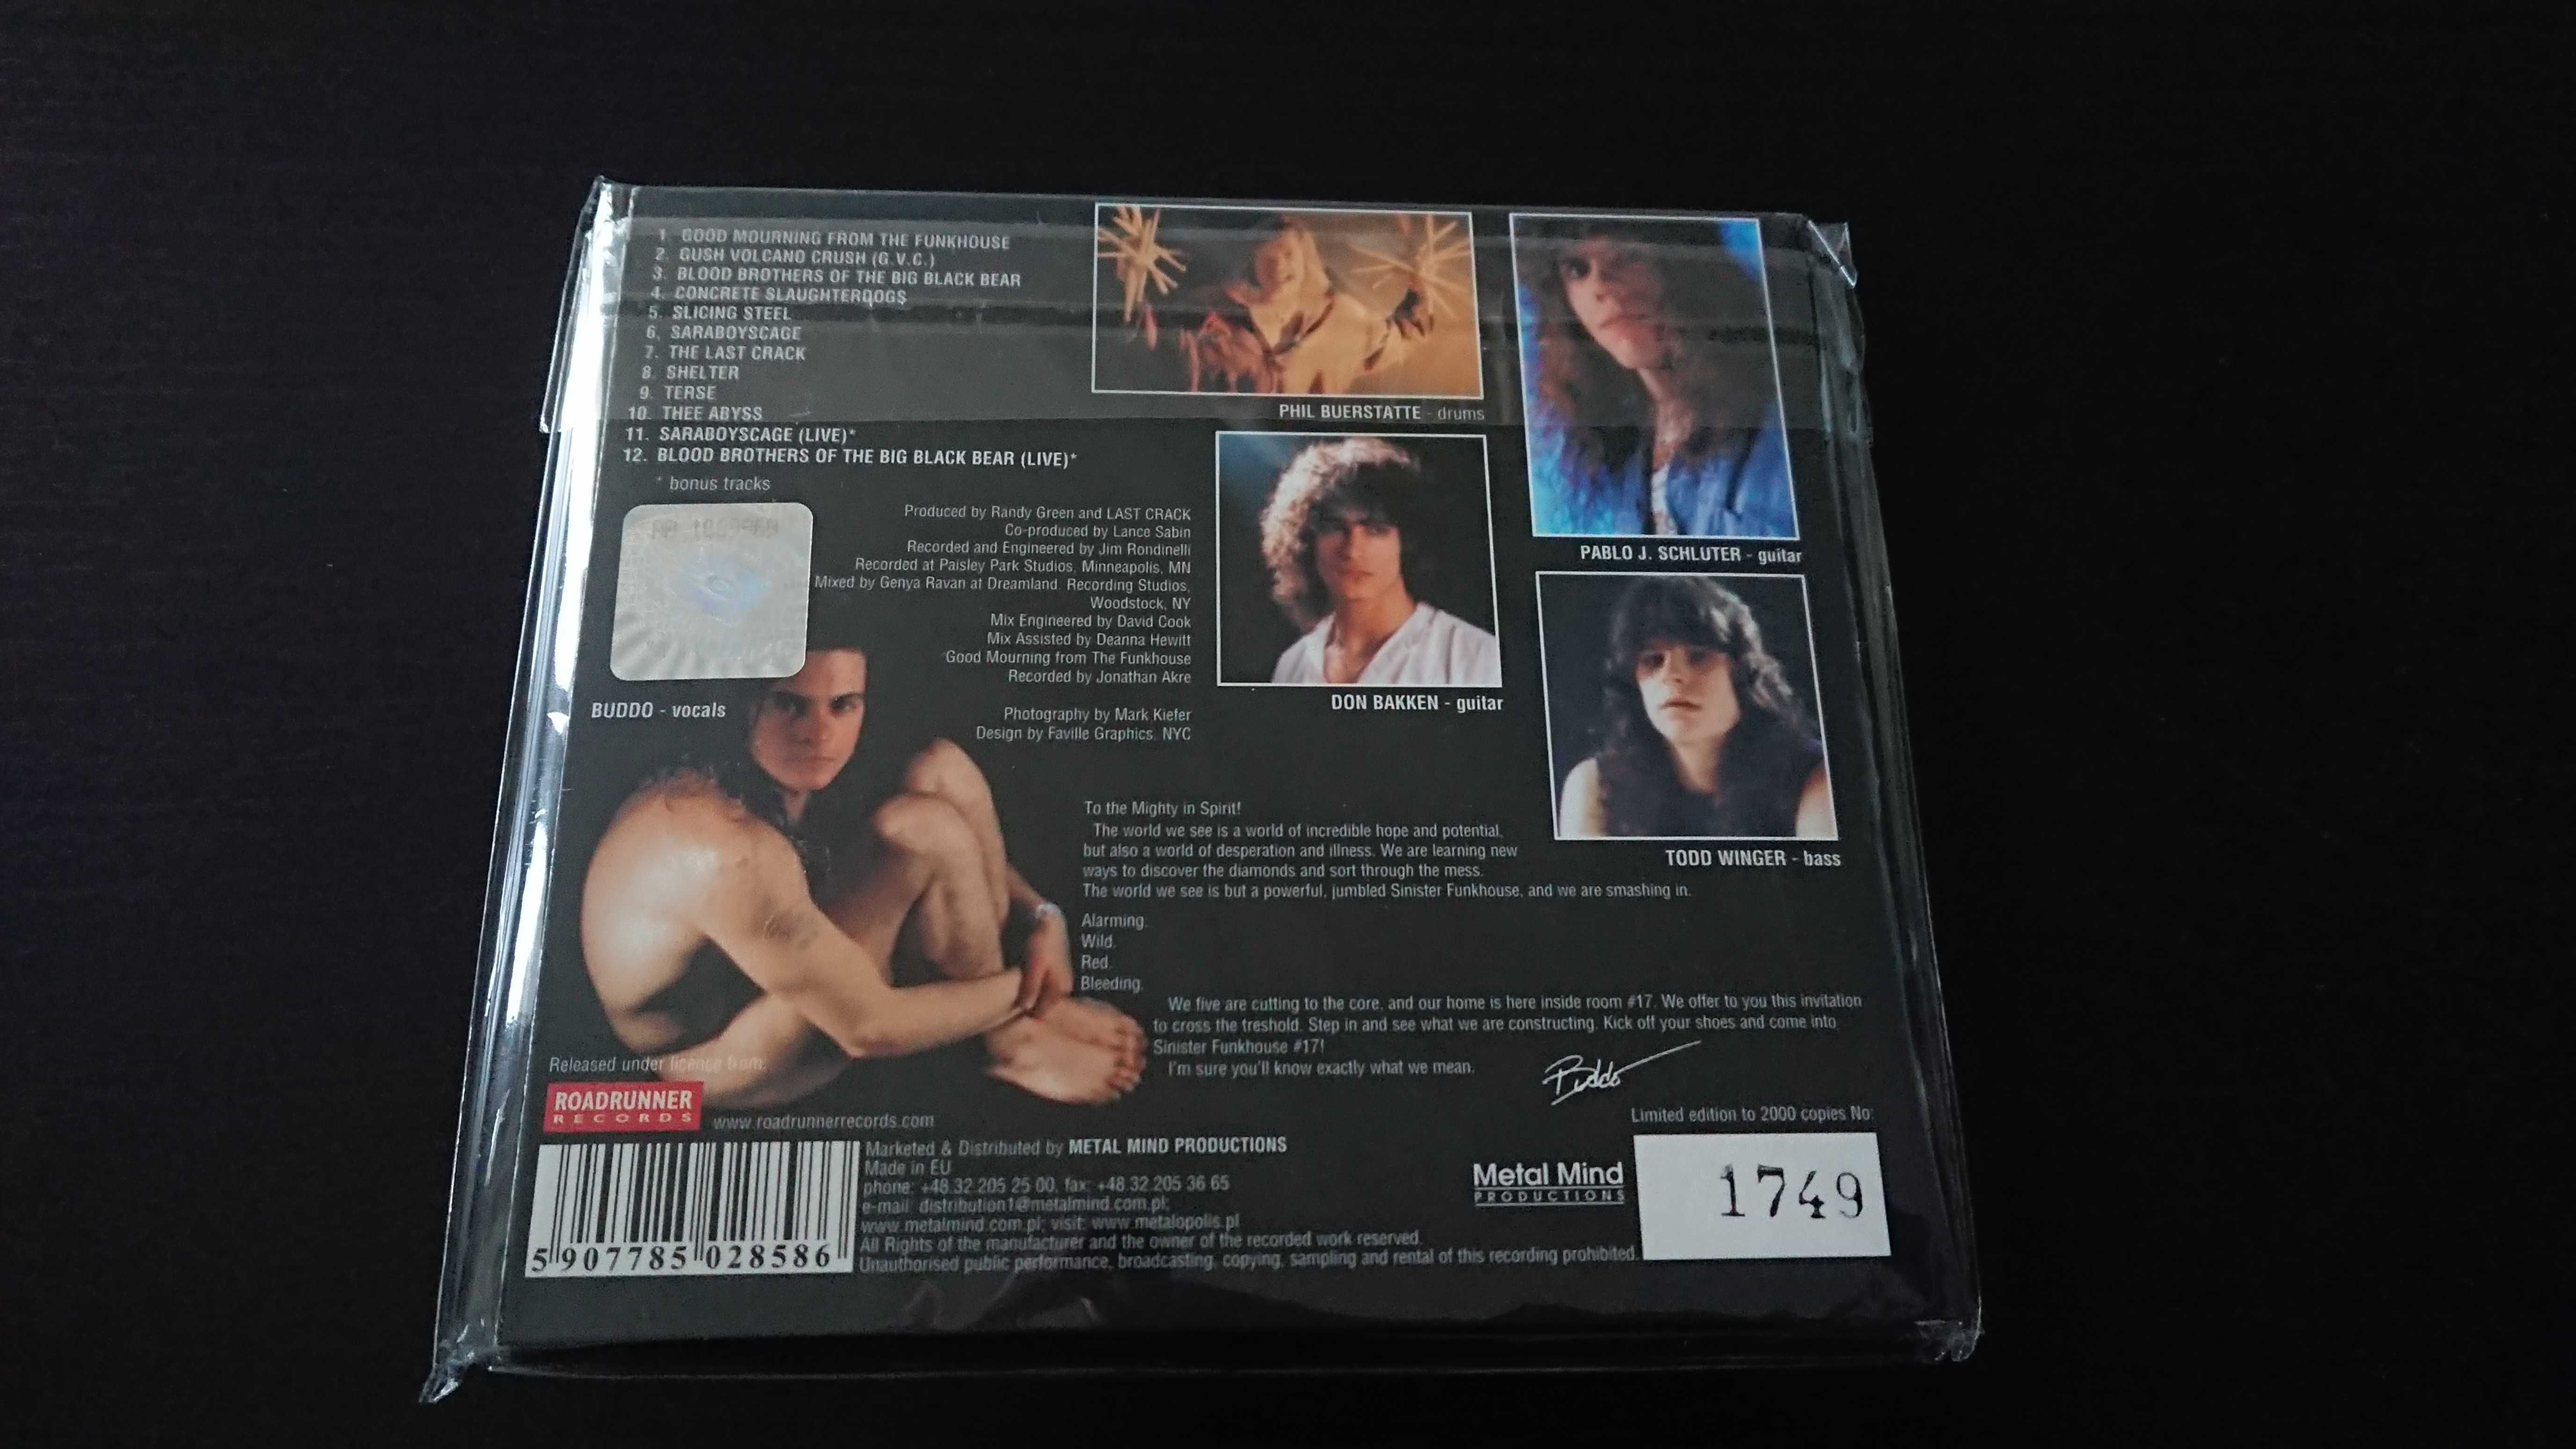 1. GOOD MOURNING FROM THE FUNKHOUSE
2. GUSH VOLCANO CRUSH (G.V.C.)
3. BLOOD BROTHERS OF THE BIG BLACK BEAR
4. CONCRETE SLAUGHTERDOGS
5. SLICING STEEL
6. SARABOYSCAGE
7. THE LAST CRACK
8. SHELTER
9. TERSE
10. THEE ABYSS
11. SARABOYSCAGE (LIVE)*
12. BLOOD BROTHERS OF THE BIG BLACK BEAR (LIVE)*
* bonus tracks
PHIL BUERSTATTE - drums
PABLO J. SCHLUTER - guitar
DON BAKKEN - guitar
TODD WINGER - bass
BUDDO - vocals
Produced by Randy Green and LAST CRACK
Co-produced by Lance Sabin
Recorded and Engineered by Jim Rondinelli
Recorded at Paisley Park Studios, Minneapolis, MN
Mixed by Genya Ravan at Dreamland. Recording Studios,
Woodstock, NY
Mix Engineered by David Cook
Mix Assisted by Deanna Hewitt
Good Mourning from The Funkhouse
Recorded by Jonathan Akre
Photography by Mark Kiefer
Design by Faville Graphics. NYC
To the Mighty in Spirit!
The world we see is a world of incredible hope and potential,
but also a world of desperation and illness. We are learning new
ways to discover the diamonds and sort through the mess.
The world we see is but a powerful, jumbled Sinister Funkhouse, and we are smashing in.
Alarming.
Wild.
Red.
Bleeding.
We five are cutting to the core, and our home is here inside room #17. We offer to you this invitation
to cross the treshold. Step in and see what we are constructing. Kick off your shoes and come into
Sinister Funkhouse #17!
I'm sure you'll know exactly what we mean.
Buddo
Released under licence from:
ROADRUNNER
RECORDS
www.roadrunnerrecords.com
Limited edition to 2000 copies No:
1749
Metal Mind
PRODUCTIONS
Marketed & Distributed by METAL MIND PRODUCTIONS
Made in EU
phone: +48 32 205 25 00, fax: +48 32 205 36 65
e-mail: distribution1@metalmind.com.pl;
www.metalmind.com.pl; visit: www.metalopolis.pl
All Rights of the manufacturer and the owner of the recorded work reserved.
Unauthorised public performance, broadcasting, copying, sampling and rental of this recording prohibited.
5 907785 028586